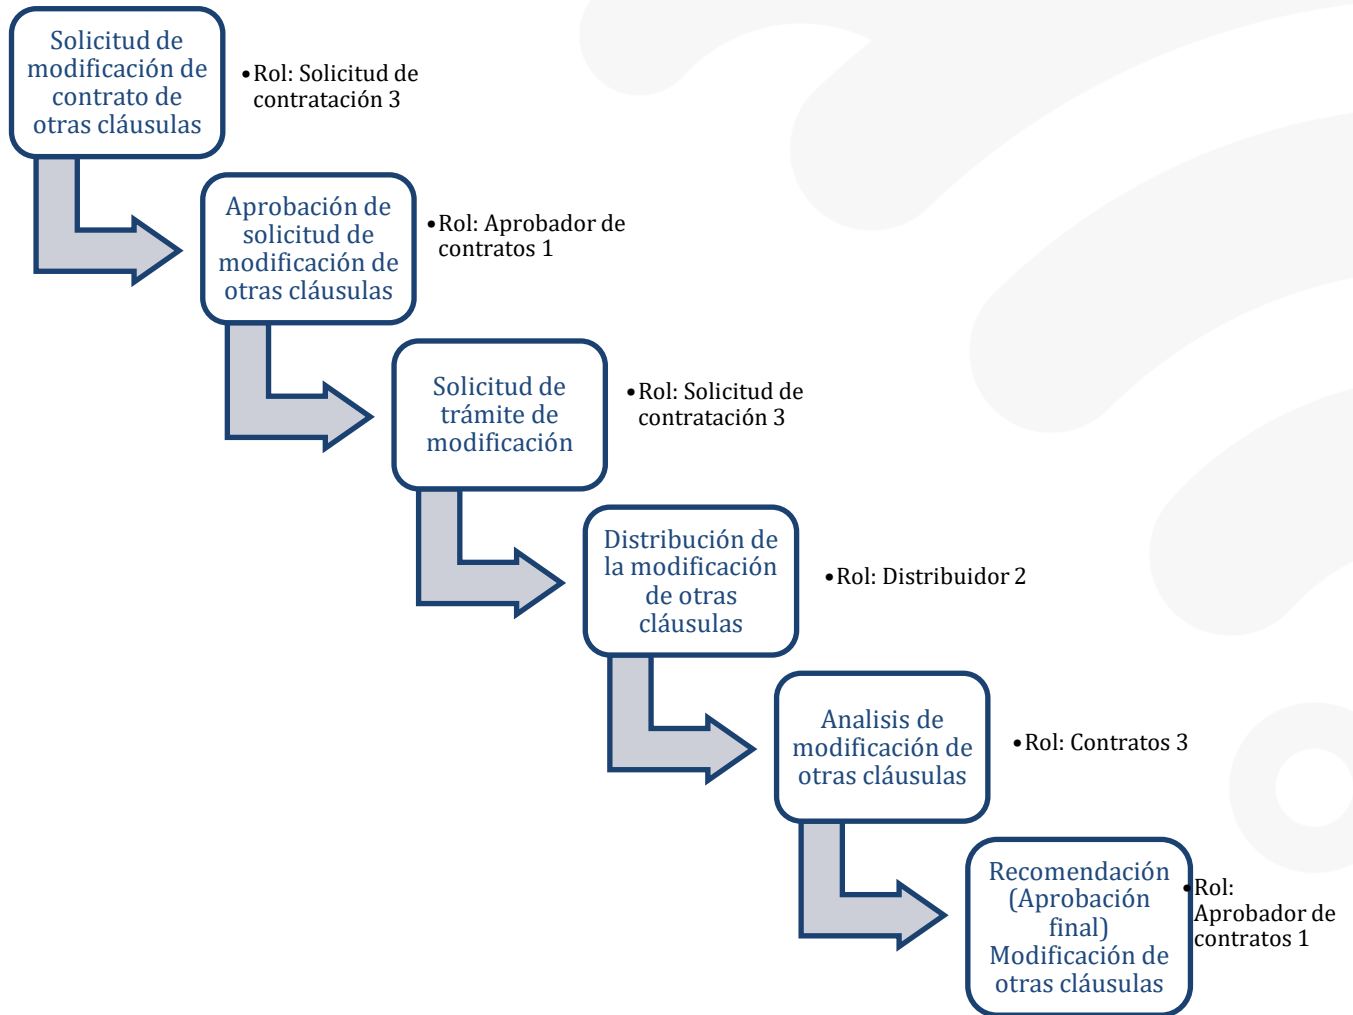 Solicitud de
modificación de
contrato de
otras cláusulas
•Rol: Solicitud de
contratación 3
Aprobación de
solicitud de
modificación de
otras cláusulas
•Rol: Aprobador de
contratos 1
Solicitud de
trámite de
modificación
•Rol: Solicitud de
contratación 3
Distribución de
la modificación
de otras
cláusulas
•Rol: Distribuidor 2
Analisis de
modificación de
otras cláusulas
•Rol: Contratos 3
Recomendación
(Aprobación
final)
Modificación de
otras cláusulas
•Rol:
Aprobador de
contratos 1